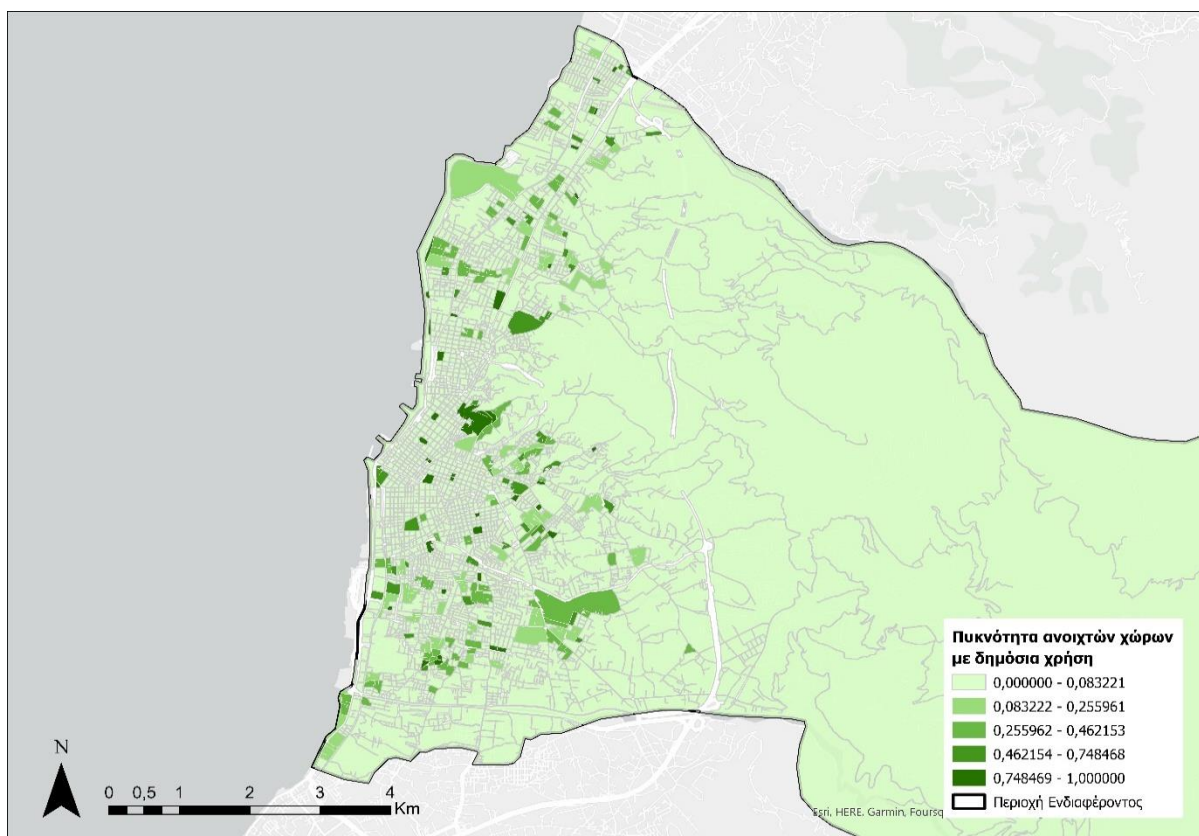 Πυκνότητα ανοιχτών χώρων
με δημόσια χρήση
0,000000 - 0,083221
0,083222 - 0,255961
0,255962 - 0,462153
0,462154 - 0,748468
0,748469 - 1,000000
Περιοχή Ενδιαφέροντος
N
0 0,5 1 2 3 4
Km
Esri, HERE, Garmin, Foursq